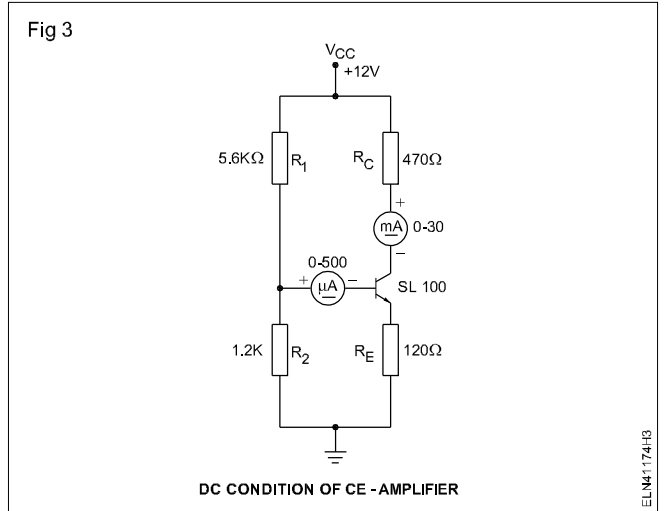 Fig 3
VCC
+12V
5.6KΩ R1
RC 470Ω
+
mA 0-30
-
0-500
+ μA - SL 100
1.2K R2
RE 120Ω
DC CONDITION OF CE - AMPLIFIER
ELN41174H3